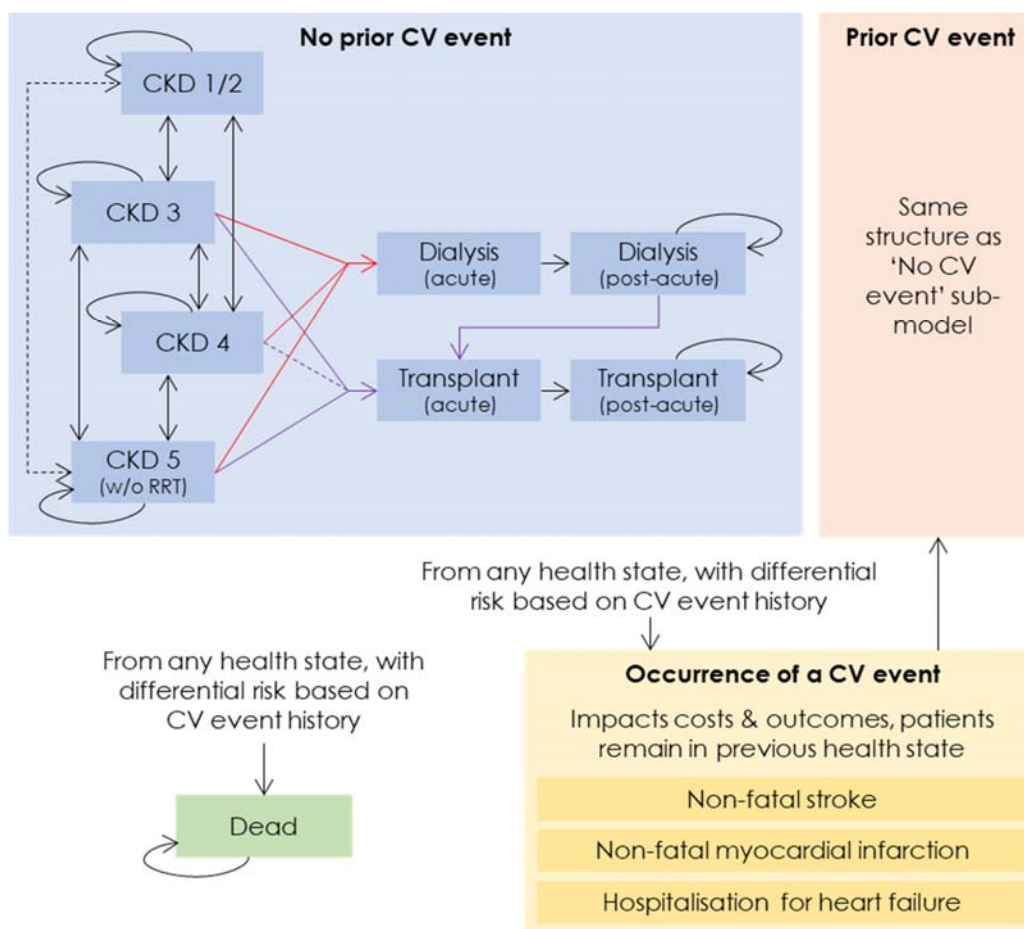 No prior CV event
CKD 1/2
CKD 3
CKD 4
CKD 5
(w/o RRT)
Dialysis
(acute)
Dialysis
(post-acute)
Transplant
(acute)
Transplant
(post-acute)
Prior CV event
Same
structure as
‘No CV
event’ sub-
model
From any health state, with differential
risk based on CV event history
From any health state, with
differential risk based on
CV event history
Dead
Occurrence of a CV event
Impacts costs & outcomes, patients
remain in previous health state
Non-fatal stroke
Non-fatal myocardial infarction
Hospitalisation for heart failure